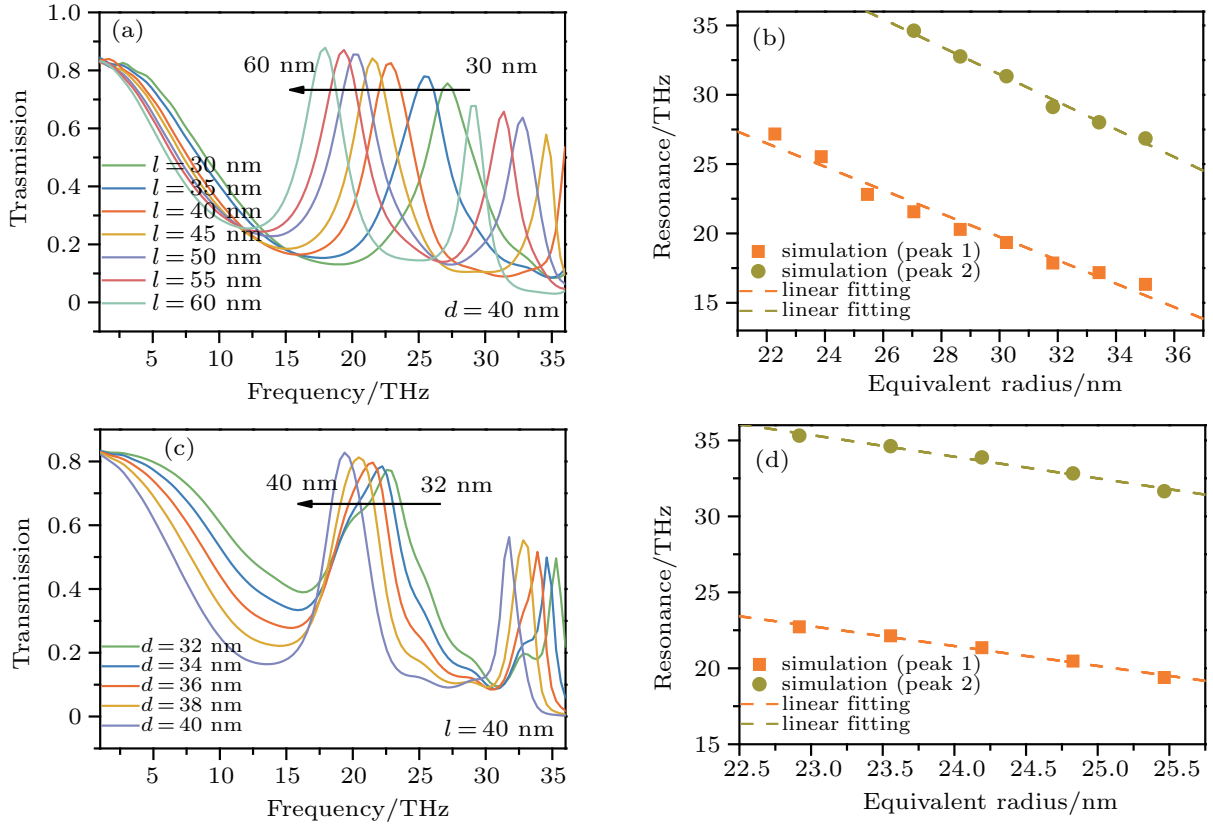 (a)
1.0
0.8
0.6
0.4
0.2
0
Trasmission
60 nm
30 nm
l = 30 nm
l = 35 nm
l = 40 nm
l = 45 nm
l = 50 nm
l = 55 nm
l = 60 nm
d = 40 nm
5 10 15 20 25 30 35
Frequency/THz
(b)
35
30
25
20
15
Resonance/THz
simulation (peak 1)
simulation (peak 2)
linear fitting
linear fitting
22 24 26 28 30 32 34 36
Equivalent radius/nm
(c)
0.8
0.6
0.4
0.2
0
Transmission
40 nm
32 nm
d = 32 nm
d = 34 nm
d = 36 nm
d = 38 nm
d = 40 nm
l = 40 nm
5 10 15 20 25 30 35
Frequency/THz
(d)
35
30
25
20
15
Resonance/THz
simulation (peak 1)
simulation (peak 2)
linear fitting
linear fitting
22.5 23.0 23.5 24.0 24.5 25.0 25.5
Equivalent radius/nm